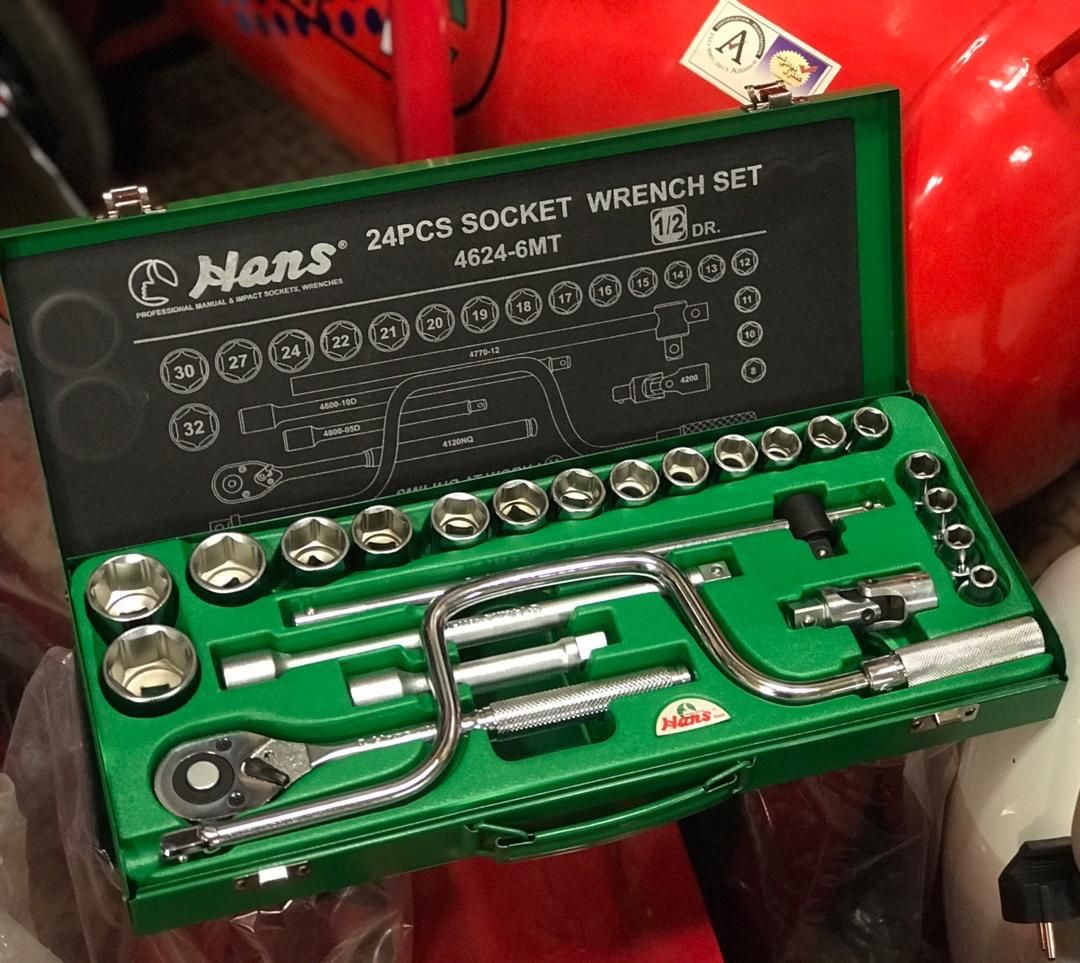 A
24PCS SOCKET WRENCH SET
Hans®
4624-6MT
1/2 DR.
PROFESSIONAL MANUAL & IMPACT SOCKETS, WRENCHES
30 27 24 22 21 20 19 18 17 16 15 14 13 12
11
10
8
32
4770-12
4200
4800-10D
4800-05D
4120NQ
Hans